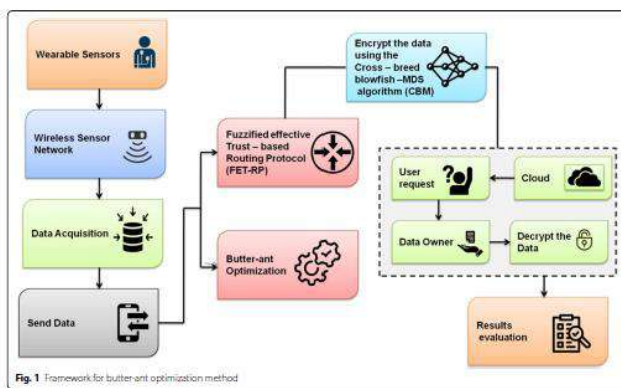 Wearable Sensors
Wireless Sensor
Network
Data Acquisition
Send Data
Fuzzified effective
Trust – based
Routing Protocol
(FET-RP)
Butter-ant
Optimization
Encrypt the data
using the
Cross – breed
blowfish –MDS
algorithm (CBM)
User
request
Cloud
Data Owner
Decrypt the
Data
Results
evaluation
Fig. 1 Framework for butter-ant optimization method